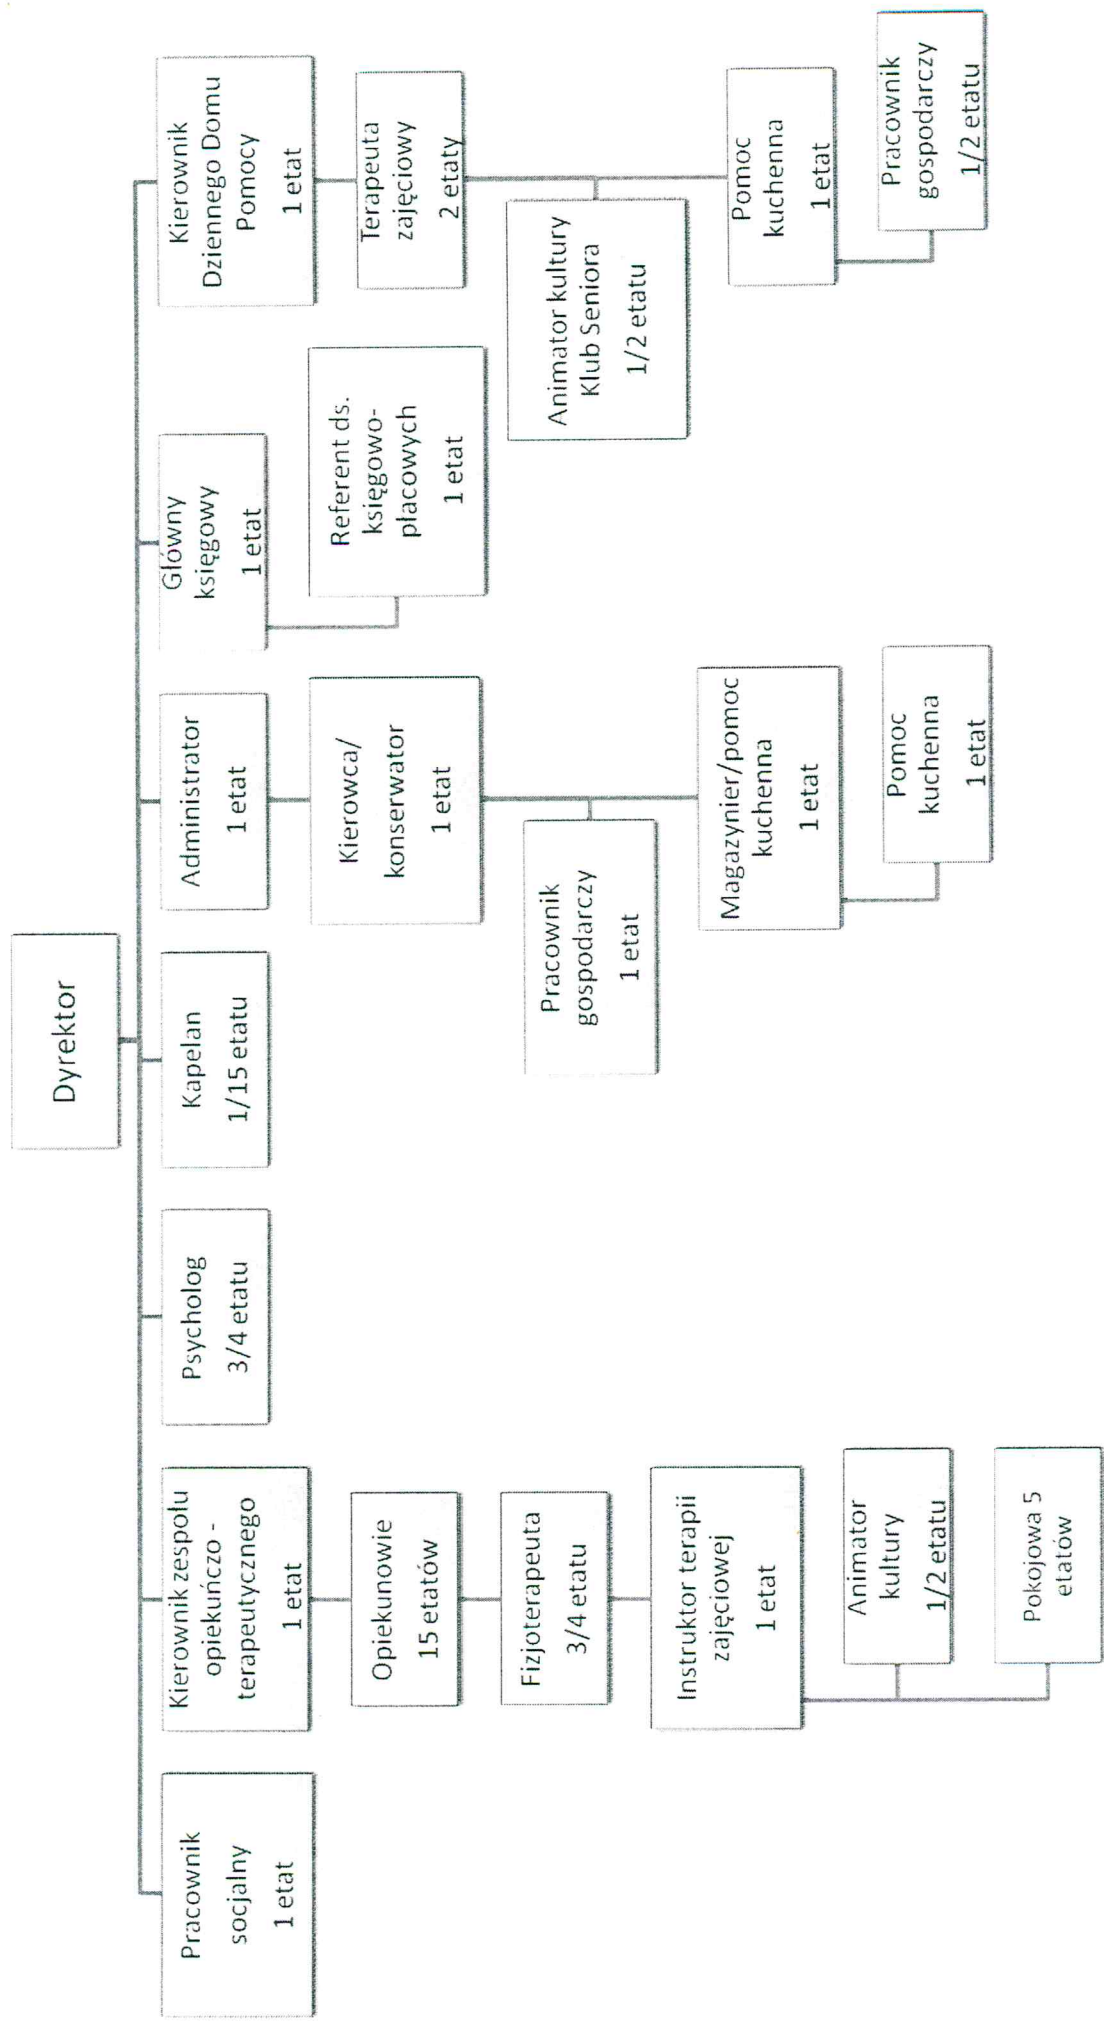 Dyrektor
Pracownik
socjalny
1 etat
Kierownik zespołu
opiekuńczo -
terapeutycznego
1 etat
Opiekunowie
15 etatów
Fizjoterapeuta
3/4 etatu
Instruktor terapii
zajęciowej
1 etat
Animator
kultury
1/2 etatu
Pokojowa 5
etatów
Psycholog
3/4 etatu
Kapelan
1/15 etatu
Administrator
1 etat
Kierowca/
konserwator
1 etat
Pracownik
gospodarczy
1 etat
Magazynier/pomoc
kuchenna
1 etat
Pomoc
kuchenna
1 etat
Główny
księgowy
1 etat
Referent ds.
księgowo-
płacowych
1 etat
Kierownik
Dziennego Domu
Pomocy
1 etat
Terapeuta
zajęciowy
2 etaty
Animator kultury
Klub Seniora
1/2 etatu
Pomoc
kuchenna
1 etat
Pracownik
gospodarczy
1/2 etatu